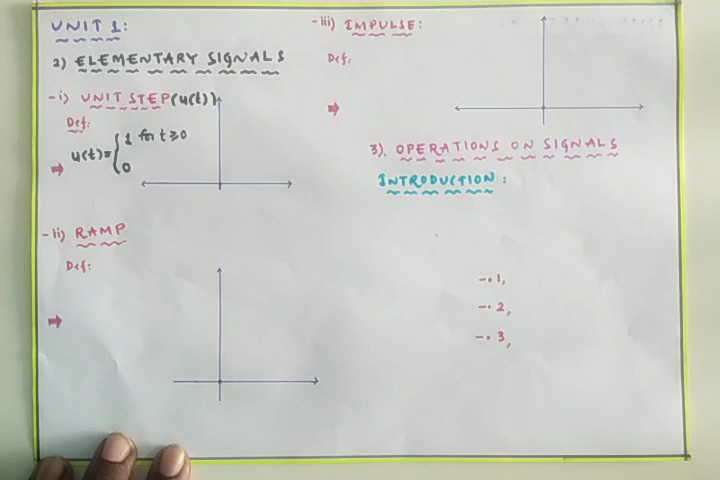 UNIT 1:
2) ELEMENTARY SIGNALS
-i) UNIT STEP(u(t))
Def:
⇒ u(t)= { 1 for t≥0
0
-ii) RAMP
Def:
⇒
-iii) IMPULSE:
Def:
⇒
3). OPERATIONS ON SIGNALS
INTRODUCTION:
-• 1,
-• 2,
-• 3,